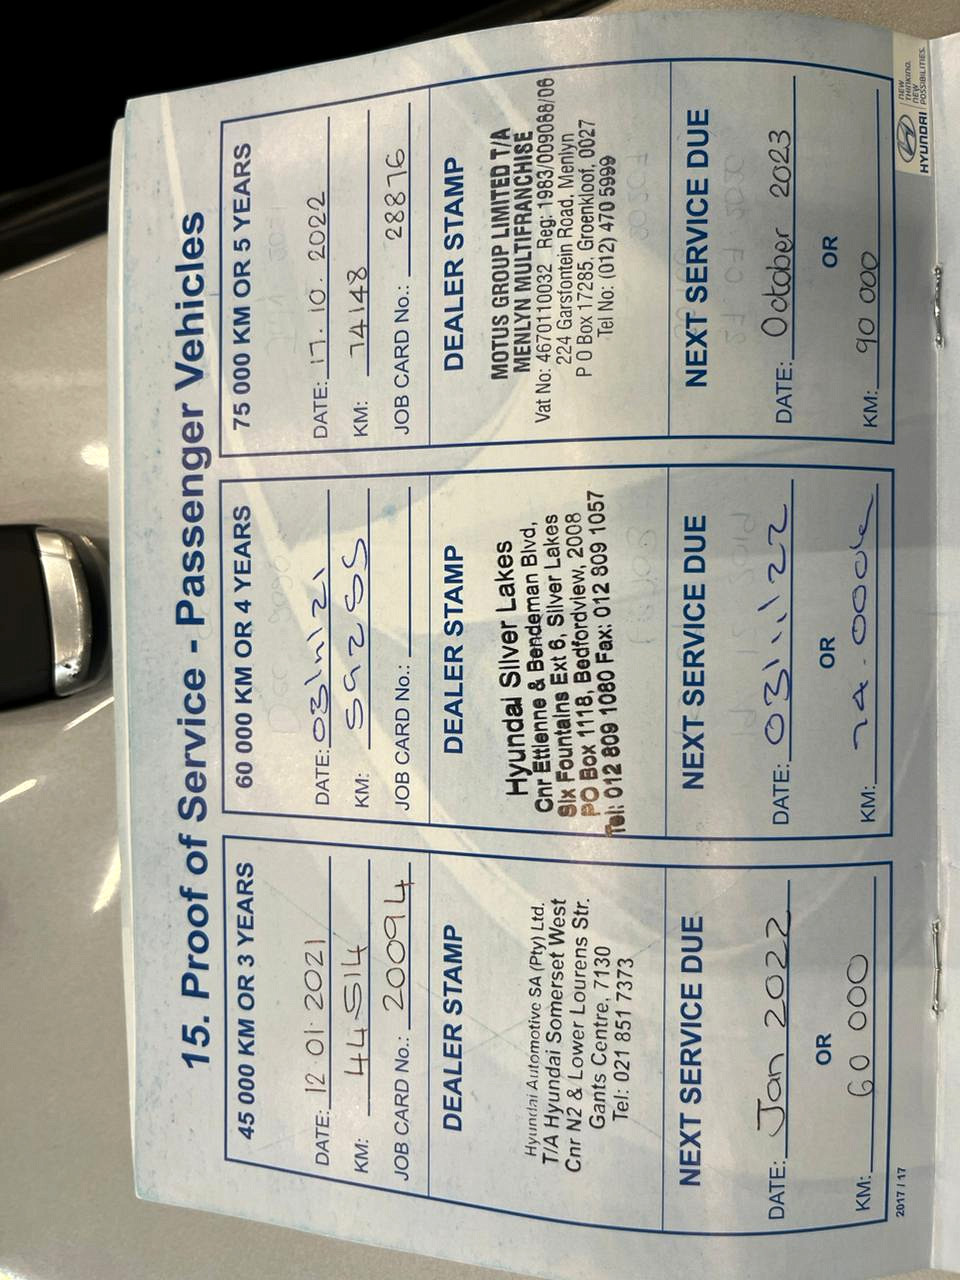 15. Proof of Service - Passenger Vehicles
45 000 KM OR 3 YEARS
DATE: 12 01 2021
KM: 44514
JOB CARD No.: 20094
DEALER STAMP
Hyundai Automotive SA (Pty) Ltd.
T/A Hyundai Somerset West
Cnr N2 & Lower Lourens Str.
Gants Centre, 7130
Tel: 021 851 7373
NEXT SERVICE DUE
DATE: Jan 2022
OR
KM: 60 000
60 000 KM OR 4 YEARS
DATE: 03/11/21
KM: 59255
JOB CARD No.:
DEALER STAMP
Hyundai Silver Lakes
Cnr Ettienne & Bendeman Blvd,
Six Fountains Ext 6, Silver Lakes
PO Box 1118, Bedfordview, 2008
Tel: 012 809 1080 Fax: 012 809 1057
NEXT SERVICE DUE
DATE: 03/11/22
OR
KM: 74.000k
75 000 KM OR 5 YEARS
DATE: 17.10.2022
KM: 74148
JOB CARD No.: 28876
DEALER STAMP
MOTUS GROUP LIMITED T/A
MENLYN MULTIFRANCHISE
Vat No: 4670110032 Reg: 1983/009088/06
224 Garsfontein Road, Menlyn
P O Box 17285, Groenkloof, 0027
Tel No: (012) 470 5999
NEXT SERVICE DUE
DATE: October 2023
OR
KM: 90 000
2017 / 17
HYUNDAI
NEW
THINKING.
NEW
POSSIBILITIES.